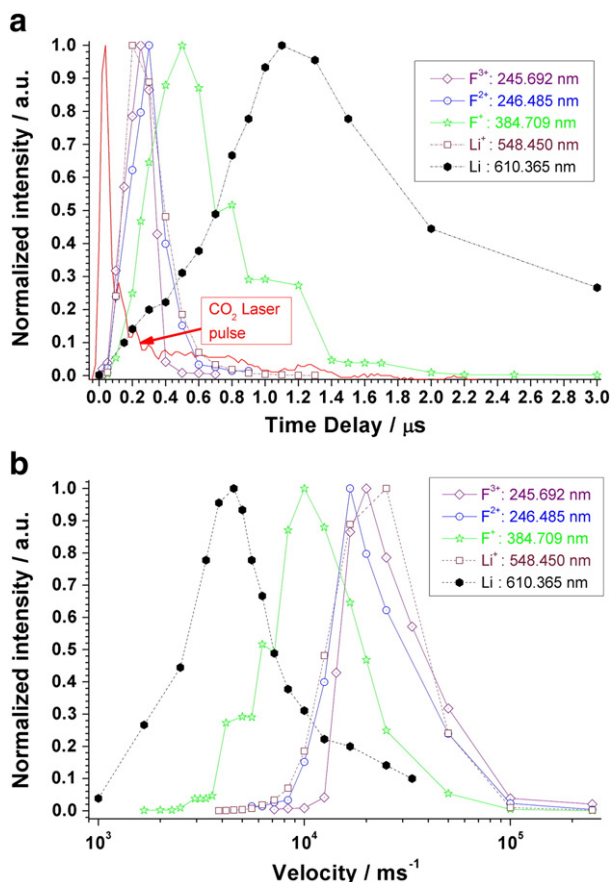 a
Normalized intensity / a.u.
1.0
0.9
0.8
0.7
0.6
0.5
0.4
0.3
0.2
0.1
0.0
F³⁺: 245.692 nm
F²⁺: 246.485 nm
F⁺ : 384.709 nm
Li⁺ : 548.450 nm
Li : 610.365 nm
CO₂ Laser
pulse
0.0 0.2 0.4 0.6 0.8 1.0 1.2 1.4 2.0 2.2 2.4 2.6 2.8 3.0
Time Delay / μs
b
Normalized intensity / a.u.
1.0
0.9
0.8
0.7
0.6
0.5
0.4
0.3
0.2
0.1
0.0
F³⁺: 245.692 nm
F²⁺: 246.485 nm
F⁺ : 384.709 nm
Li⁺ : 548.450 nm
Li : 610.365 nm
10³ 10⁴ 10⁵
Velocity / ms⁻¹